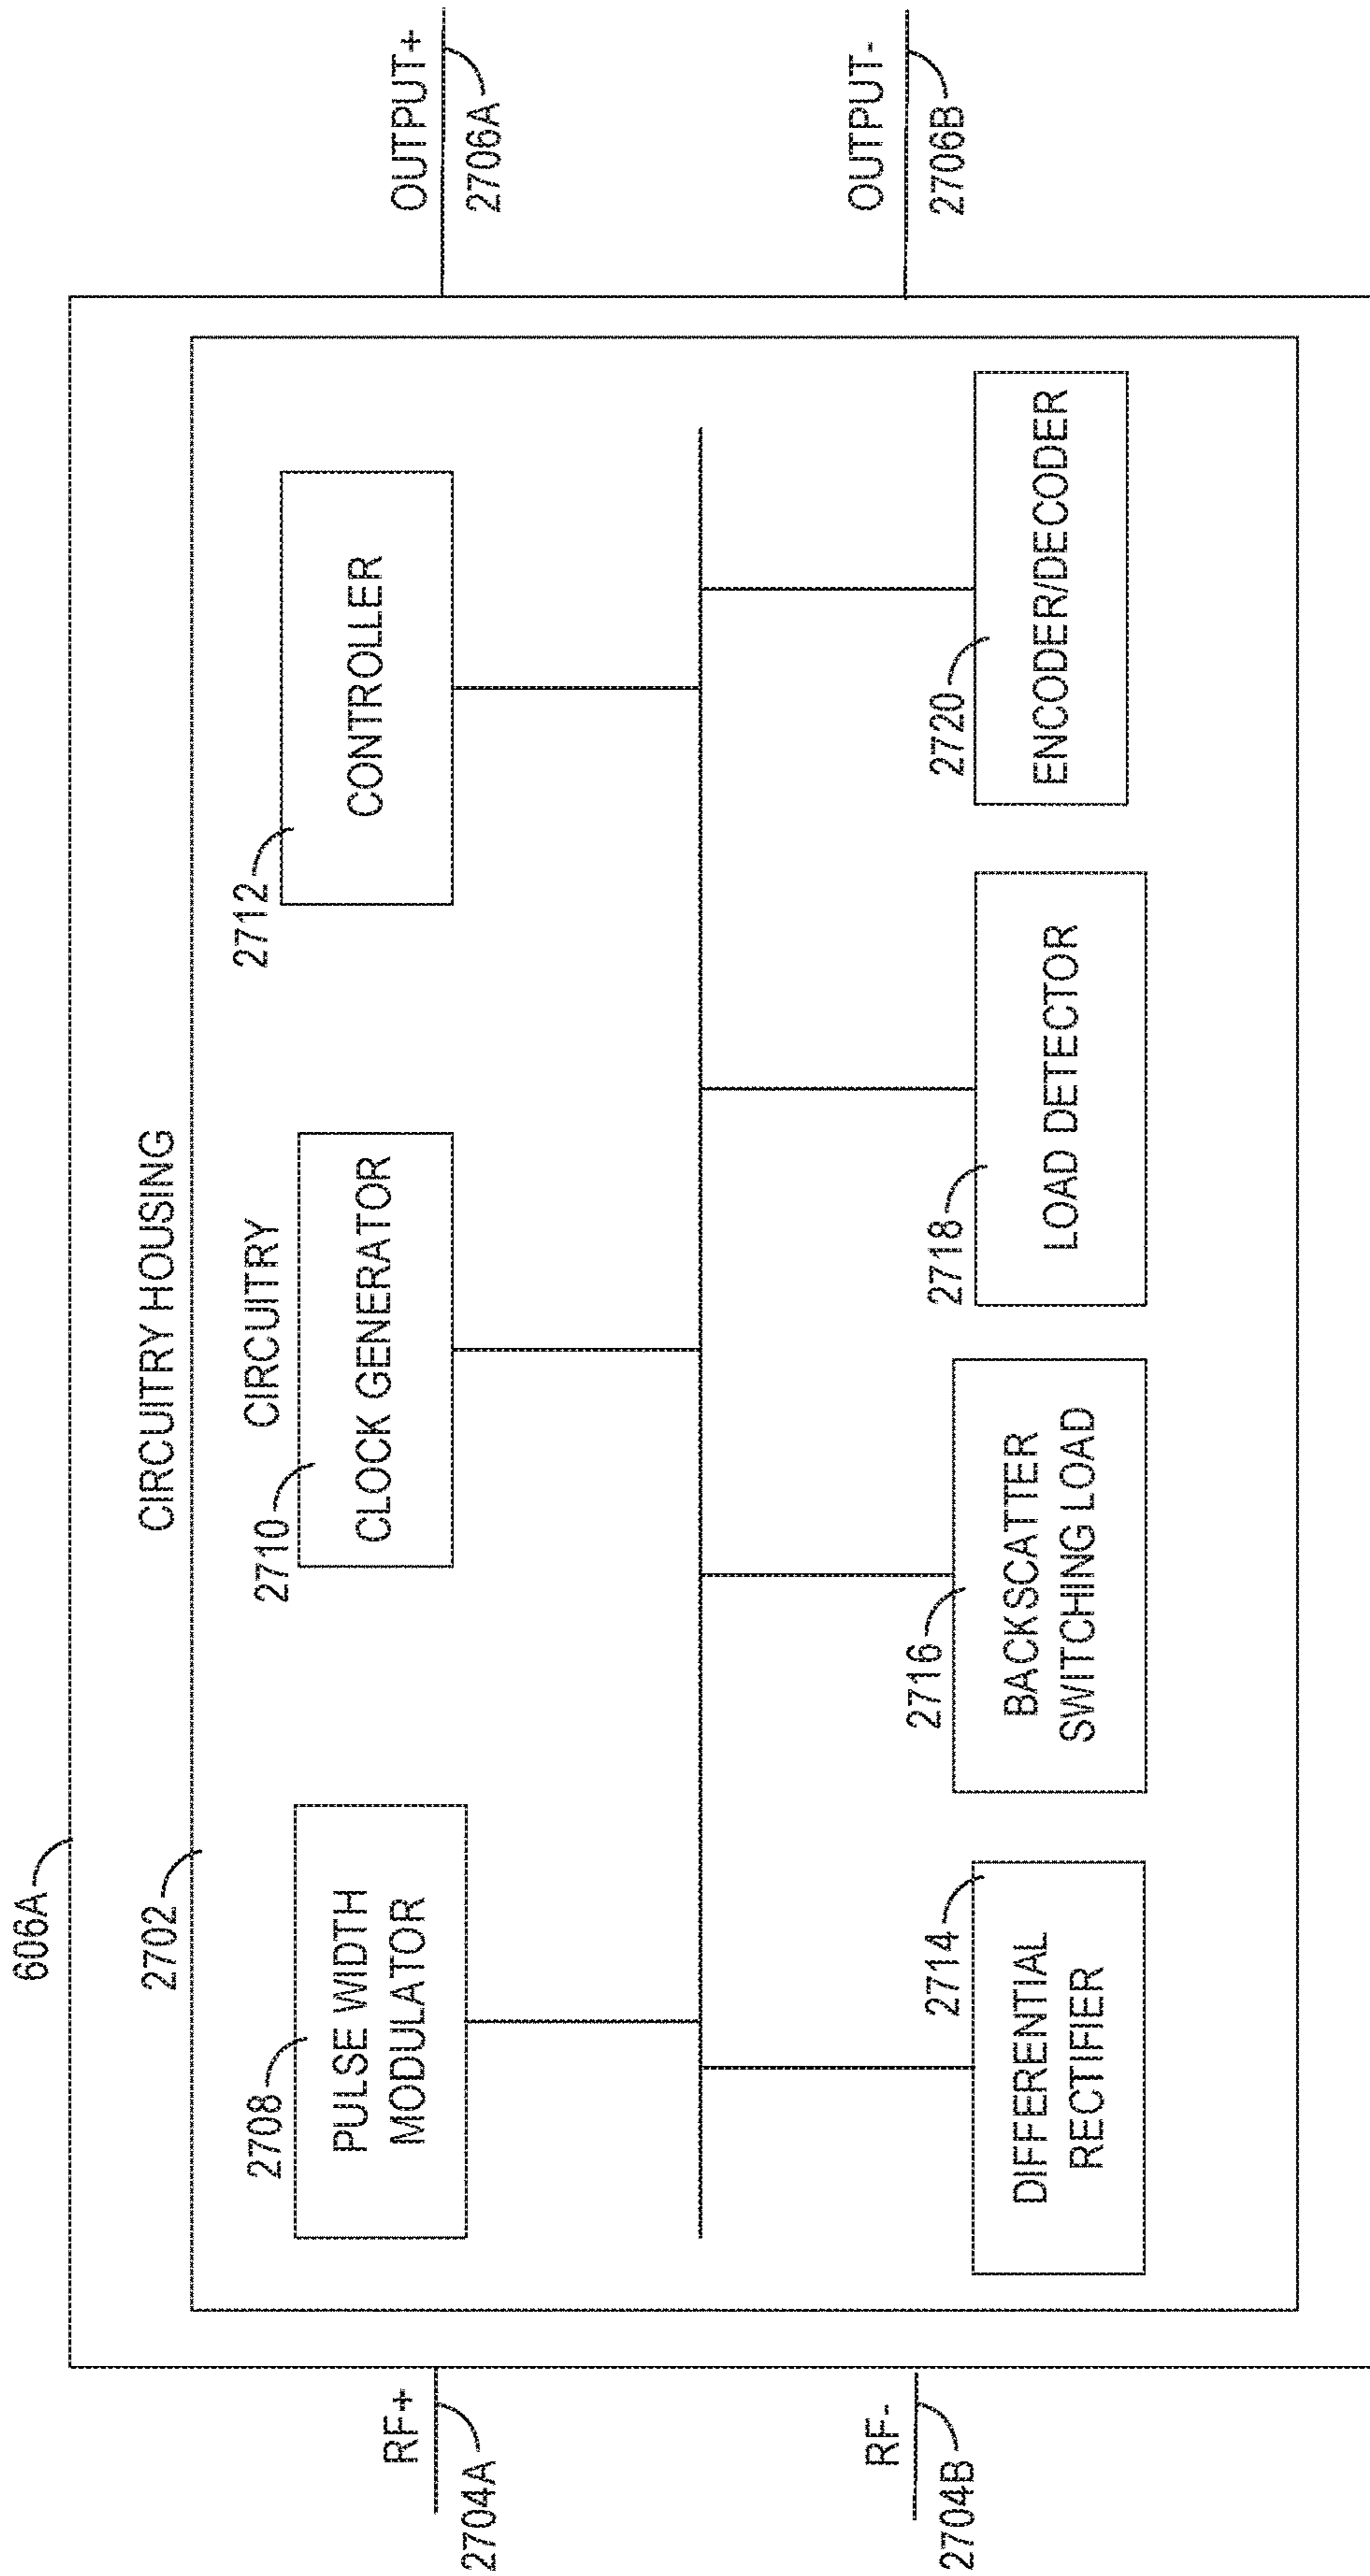 606A
CIRCUITRY HOUSING
2702
CIRCUITRY
2708
PULSE WIDTH
MODULATOR
2710
CLOCK GENERATOR
2712
CONTROLLER
RF+
2704A
OUTPUT+
2706A
RF-
2704B
OUTPUT-
2706B
2714
DIFFERENTIAL
RECTIFIER
2716
BACKSCATTER
SWITCHING LOAD
2718
LOAD DETECTOR
2720
ENCODER/DECODER